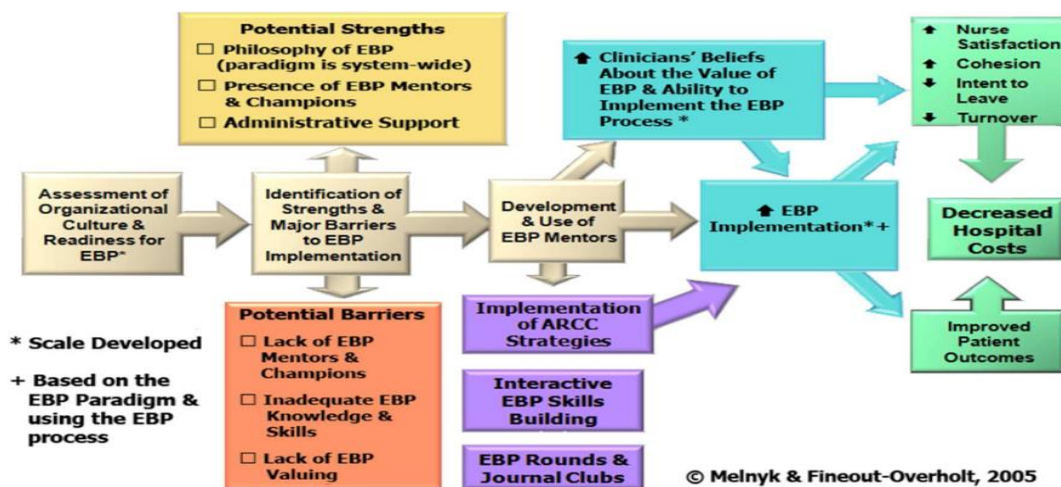 Potential Strengths
☐ Philosophy of EBP
(paradigm is system-wide)
☐ Presence of EBP Mentors
& Champions
☐ Administrative Support
Assessment of
Organizational
Culture &
Readiness for
EBP*
Identification of
Strengths &
Major Barriers
to EBP
Implementation
Potential Barriers
☐ Lack of EBP
Mentors &
Champions
☐ Inadequate EBP
Knowledge &
Skills
☐ Lack of EBP
Valuing
Development
& Use of
EBP Mentors
Implementation
of ARCC
Strategies
Interactive
EBP Skills
Building
EBP Rounds &
Journal Clubs
⬆ Clinicians' Beliefs
About the Value of
EBP & Ability to
Implement the EBP
Process *
⬆ EBP
Implementation*+
⬆ Nurse
Satisfaction
⬆ Cohesion
⬇ Intent to
Leave
⬇ Turnover
Decreased
Hospital
Costs
Improved
Patient
Outcomes
* Scale Developed
+ Based on the
EBP Paradigm &
using the EBP
process
© Melnyk & Fineout-Overholt, 2005